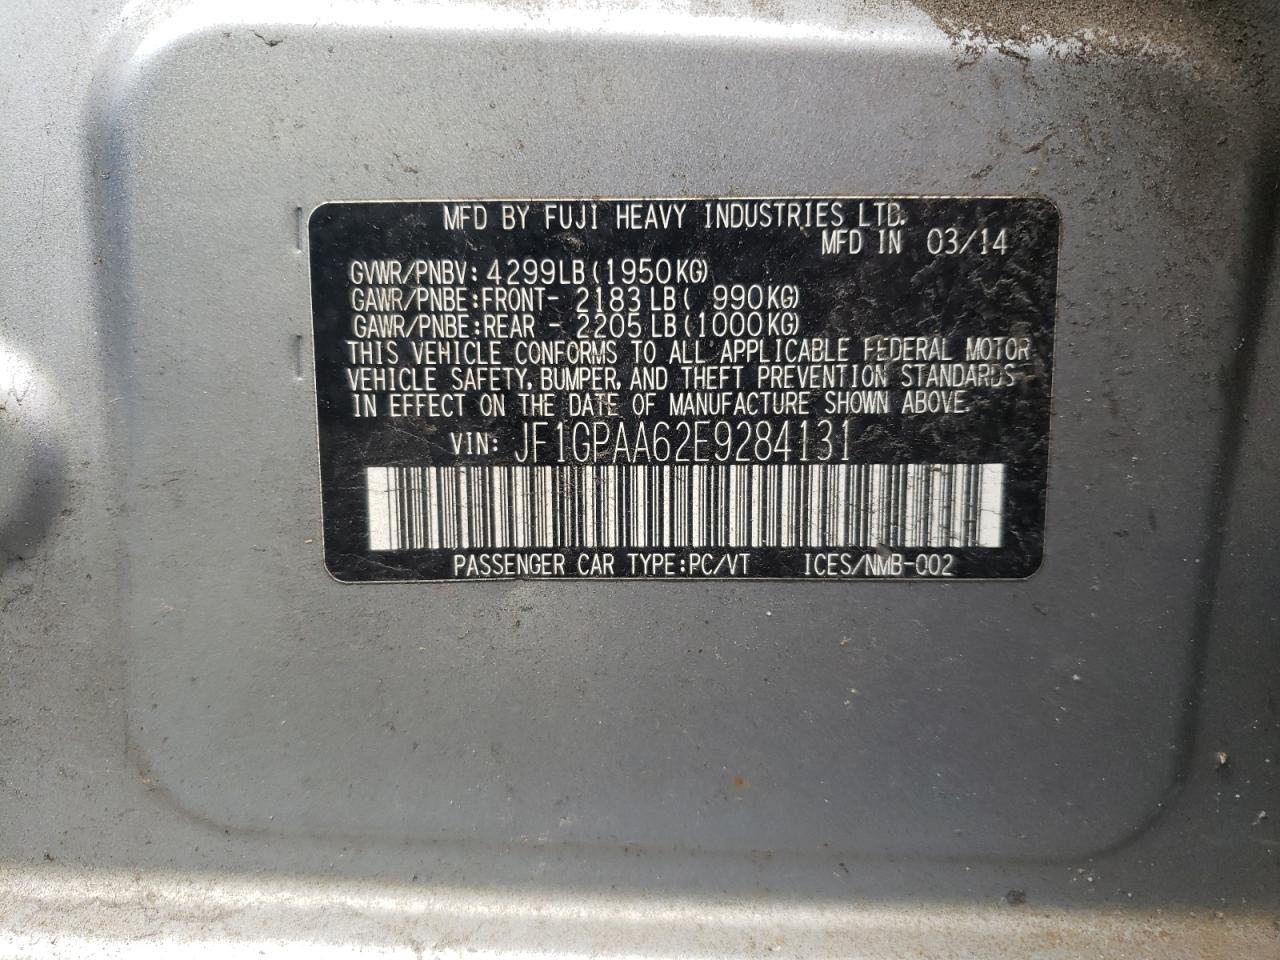 MFD BY FUJI HEAVY INDUSTRIES LTD.
MFD IN 03/14
GVWR/PNBV: 4299LB (1950KG)
GAWR/PNBE: FRONT- 2183 LB ( 990KG)
GAWR/PNBE: REAR - 2205 LB (1000KG)
THIS VEHICLE CONFORMS TO ALL APPLICABLE FEDERAL MOTOR
VEHICLE SAFETY, BUMPER, AND THEFT PREVENTION STANDARDS
IN EFFECT ON THE DATE OF MANUFACTURE SHOWN ABOVE.
VIN: JF1GPAA62E9284131
PASSENGER CAR TYPE:PC/VT ICES/NMB-002